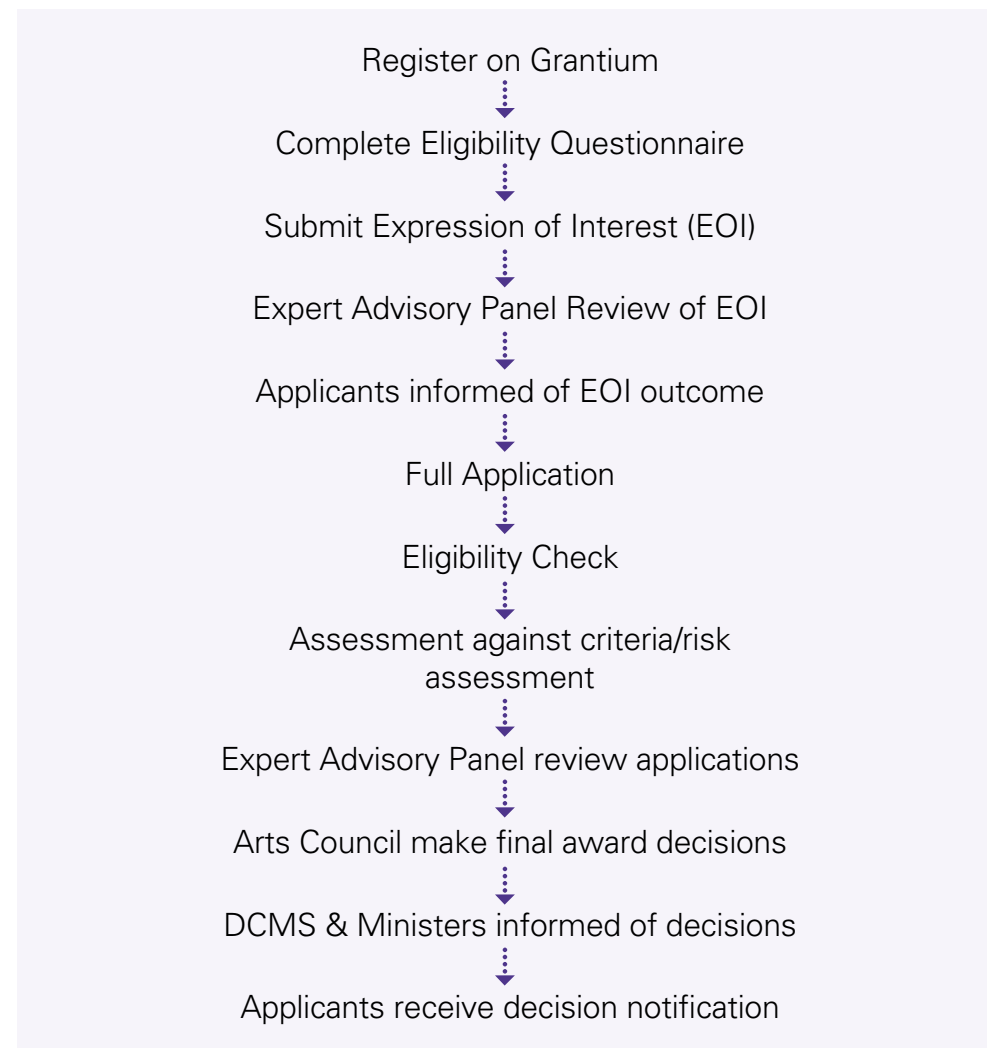 Register on Grantium
Complete Eligibility Questionnaire
Submit Expression of Interest (EOI)
Expert Advisory Panel Review of EOI
Applicants informed of EOI outcome
Full Application
Eligibility Check
Assessment against criteria/risk
assessment
Expert Advisory Panel review applications
Arts Council make final award decisions
DCMS & Ministers informed of decisions
Applicants receive decision notification